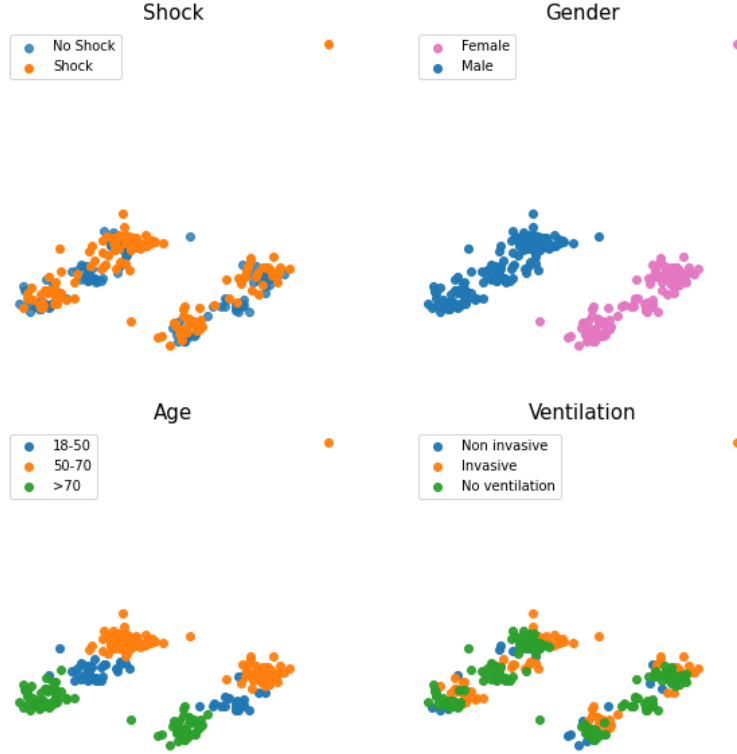 Shock
No Shock
Shock
Gender
Female
Male
Age
18-50
50-70
>70
Ventilation
Non invasive
Invasive
No ventilation